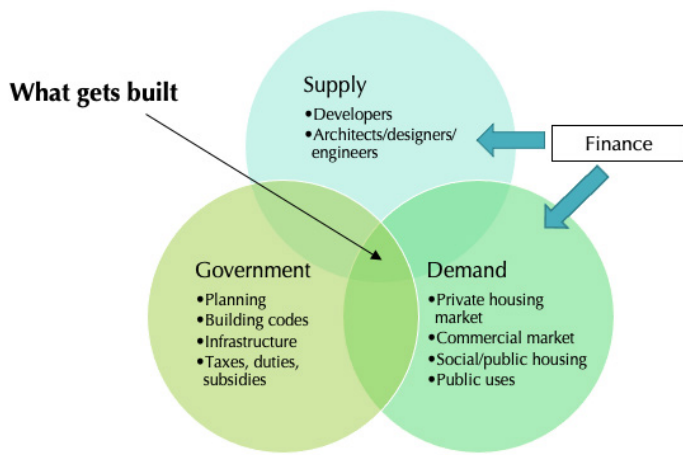 What gets built
Supply
•Developers
•Architects/designers/
engineers
Finance
Government
•Planning
•Building codes
•Infrastructure
•Taxes, duties,
subsidies
Demand
•Private housing
market
•Commercial market
•Social/public housing
•Public uses